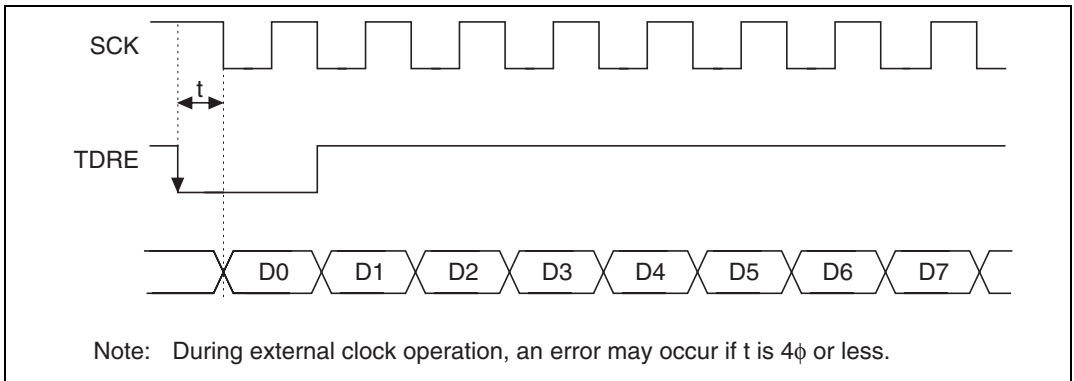 SCK
t
TDRE
D0 D1 D2 D3 D4 D5 D6 D7
Note: During external clock operation, an error may occur if t is 4ϕ or less.